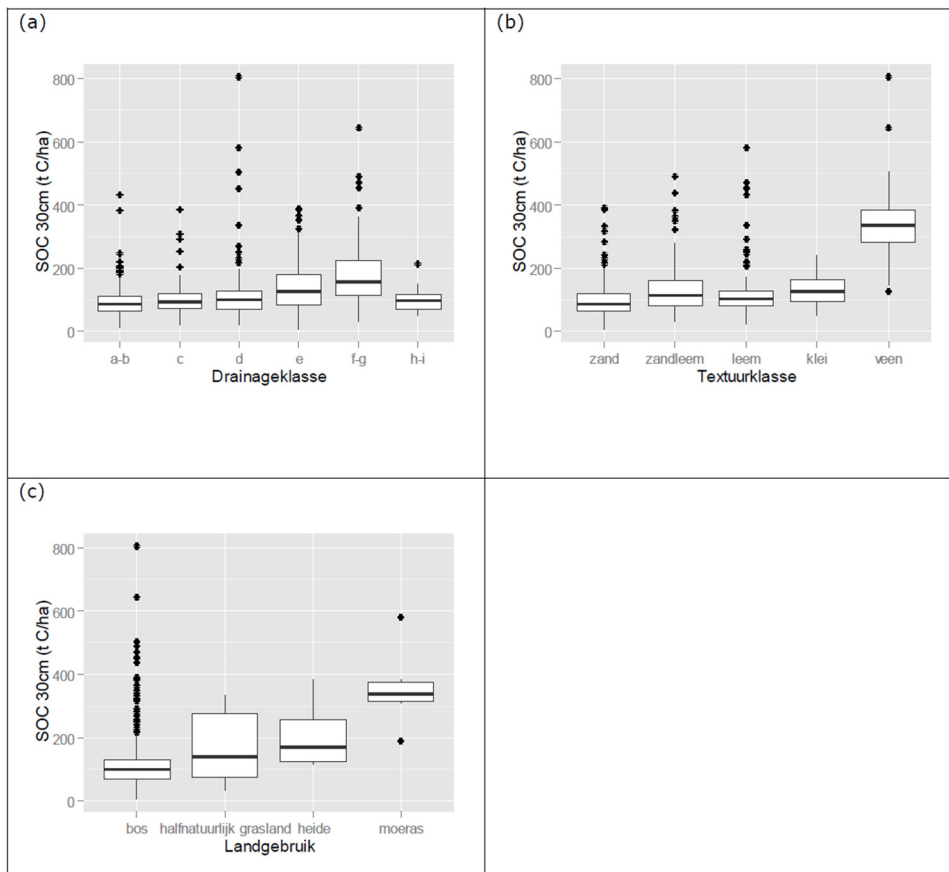 (a)
SOC 30cm (t C/ha)
800
600
400
200
0
a-b c d e f-g h-i
Drainageklasse
(b)
SOC 30cm (t C/ha)
800
600
400
200
0
zand zandleem leem klei veen
Textuurklasse
(c)
SOC 30cm (t C/ha)
800
600
400
200
0
bos halfnatuurlijk grasland heide moeras
Landgebruik